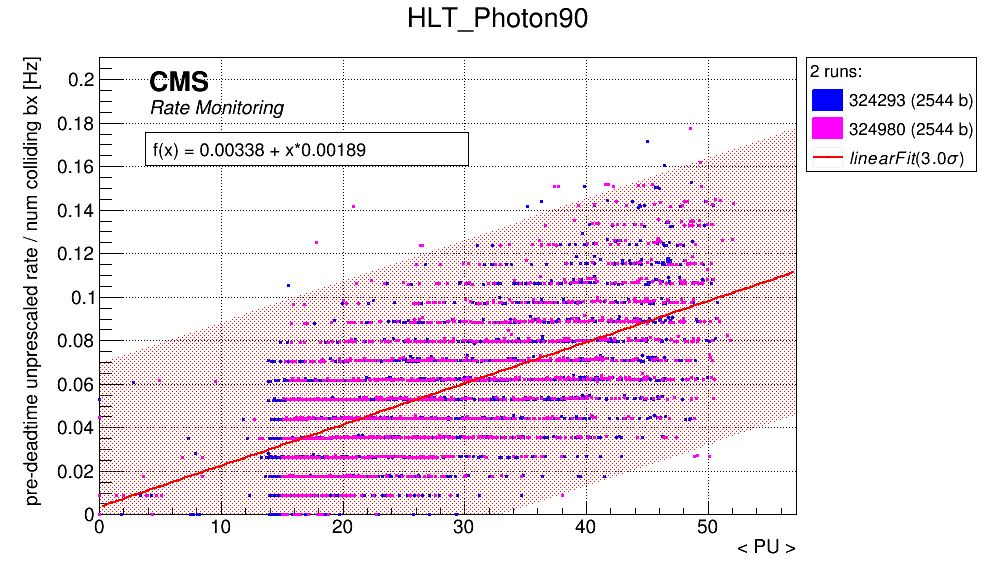 HLT_Photon90
pre-deadtime unprescaled rate / num colliding bx [Hz]
0.2
0.18
0.16
0.14
0.12
0.1
0.08
0.06
0.04
0.02
0
CMS
Rate Monitoring
f(x) = 0.00338 + x*0.00189
0 10 20 30 40 50
< PU >
2 runs:
324293 (2544 b)
324980 (2544 b)
linearFit(3.0σ)